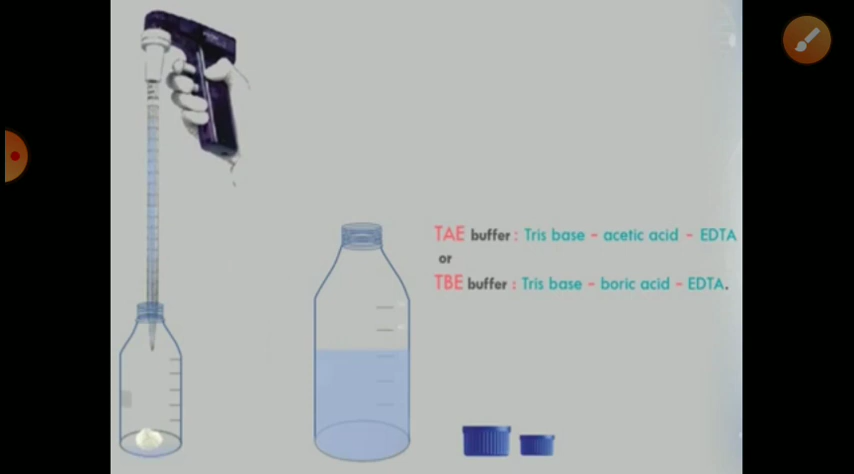 TAE buffer : Tris base - acetic acid - EDTA
or
TBE buffer : Tris base - boric acid - EDTA.